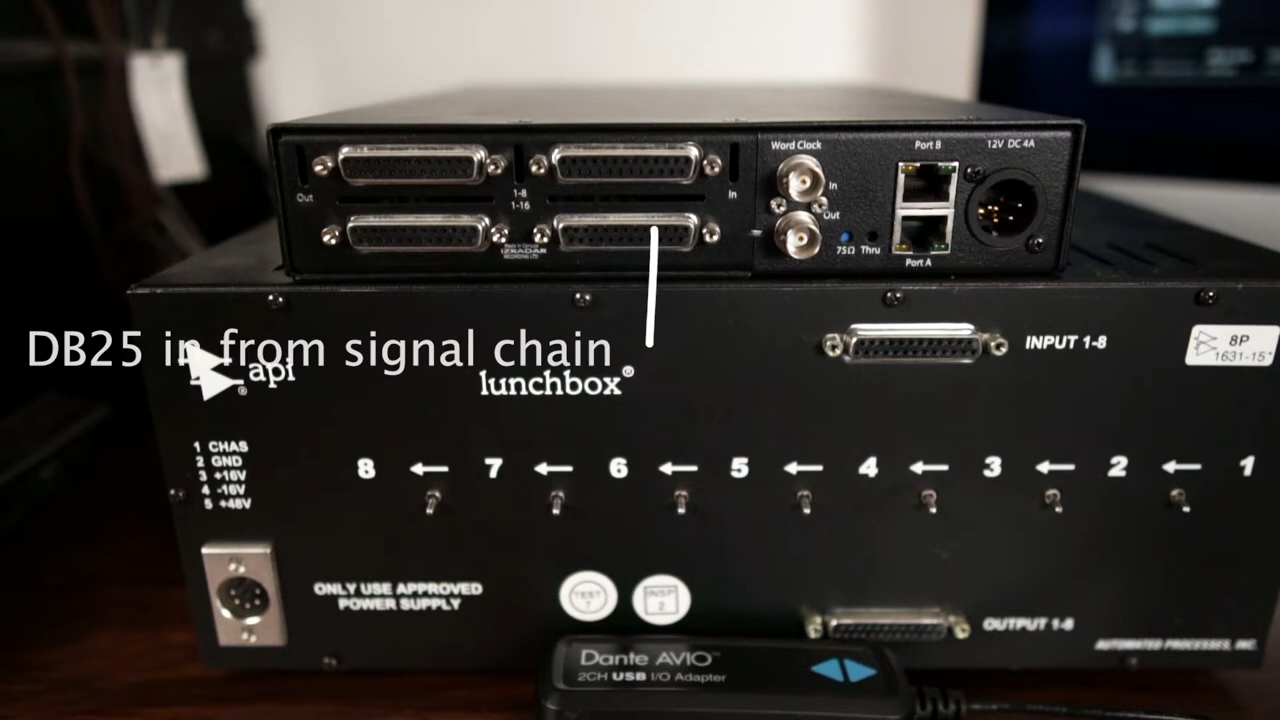 Word Clock
Port B
12V DC 4A
Out
1-8
1-16
In
In
Out
75Ω Thru
Port A
DB25 in from signal chain
api
®
lunchbox®
INPUT 1-8
8P
1631-15
1 CHAS
2 GND
3 +16V
4 -16V
5 +48V
8 ← 7 ← 6 ← 5 ← 4 ← 3 ← 2 ← 1
ONLY USE APPROVED
POWER SUPPLY
TEST
7
INSP
2
OUTPUT 1-8
AUTOMATED PROCESSES, INC.
Dante AVIO™
2CH USB I/O Adapter